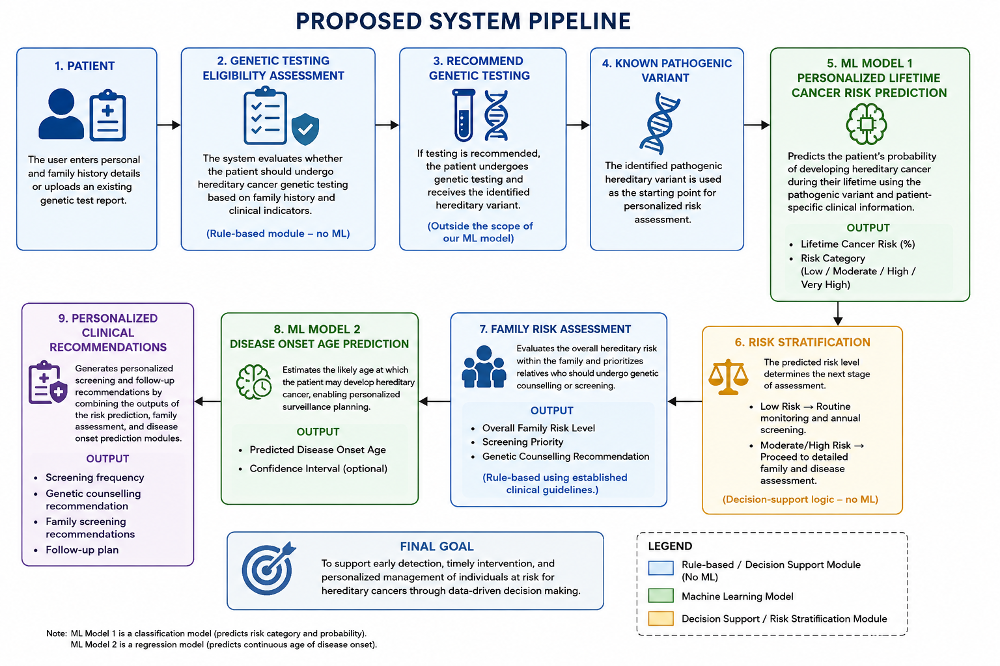 PROPOSED SYSTEM PIPELINE
1. PATIENT
The user enters personal
and family history details
or uploads an existing
genetic test report.
2. GENETIC TESTING
ELIGIBILITY ASSESSMENT
The system evaluates whether
the patient should undergo
hereditary cancer genetic testing
based on family history and
clinical indicators.
(Rule-based module – no ML)
3. RECOMMEND
GENETIC TESTING
If testing is recommended,
the patient undergoes
genetic testing and
receives the identified
hereditary variant.
(Outside the scope of
our ML model)
4. KNOWN PATHOGENIC
VARIANT
The identified pathogenic
hereditary variant is used
as the starting point for
personalized risk
assessment.
5. ML MODEL 1
PERSONALIZED LIFETIME
CANCER RISK PREDICTION
Predicts the patient's probability
of developing hereditary cancer
during their lifetime using the
pathogenic variant and patient-
specific clinical information.
OUTPUT
• Lifetime Cancer Risk (%)
• Risk Category
(Low / Moderate / High /
Very High)
6. RISK STRATIFICATION
The predicted risk level
determines the next stage
of assessment.
• Low Risk → Routine
monitoring and annual
screening.
• Moderate/High Risk →
Proceed to detailed
family and disease
assessment.
(Decision-support logic – no ML)
7. FAMILY RISK ASSESSMENT
Evaluates the overall hereditary risk
within the family and prioritizes
relatives who should undergo genetic
counselling or screening.
OUTPUT
• Overall Family Risk Level
• Screening Priority
• Genetic Counselling Recommendation
(Rule-based using established
clinical guidelines.)
8. ML MODEL 2
DISEASE ONSET AGE PREDICTION
Estimates the likely age at which
the patient may develop hereditary
cancer, enabling personalized
surveillance planning.
OUTPUT
• Predicted Disease Onset Age
• Confidence Interval (optional)
9. PERSONALIZED
CLINICAL
RECOMMENDATIONS
Generates personalized
screening and follow-up
recommendations by
combining the outputs of
the risk prediction, family
assessment, and disease
onset prediction modules.
OUTPUT
• Screening frequency
• Genetic counselling
recommendation
• Family screening
recommendations
• Follow-up plan
FINAL GOAL
To support early detection, timely intervention, and
personalized management of individuals at risk for
hereditary cancers through data-driven decision making.
LEGEND
Rule-based / Decision Support Module
(No ML)
Machine Learning Model
Decision Support / Risk Stratifiication Module
Note: ML Model 1 is a classification model (predicts risk category and probability).
ML Model 2 is a regression model (predicts continuous age of disease onset).